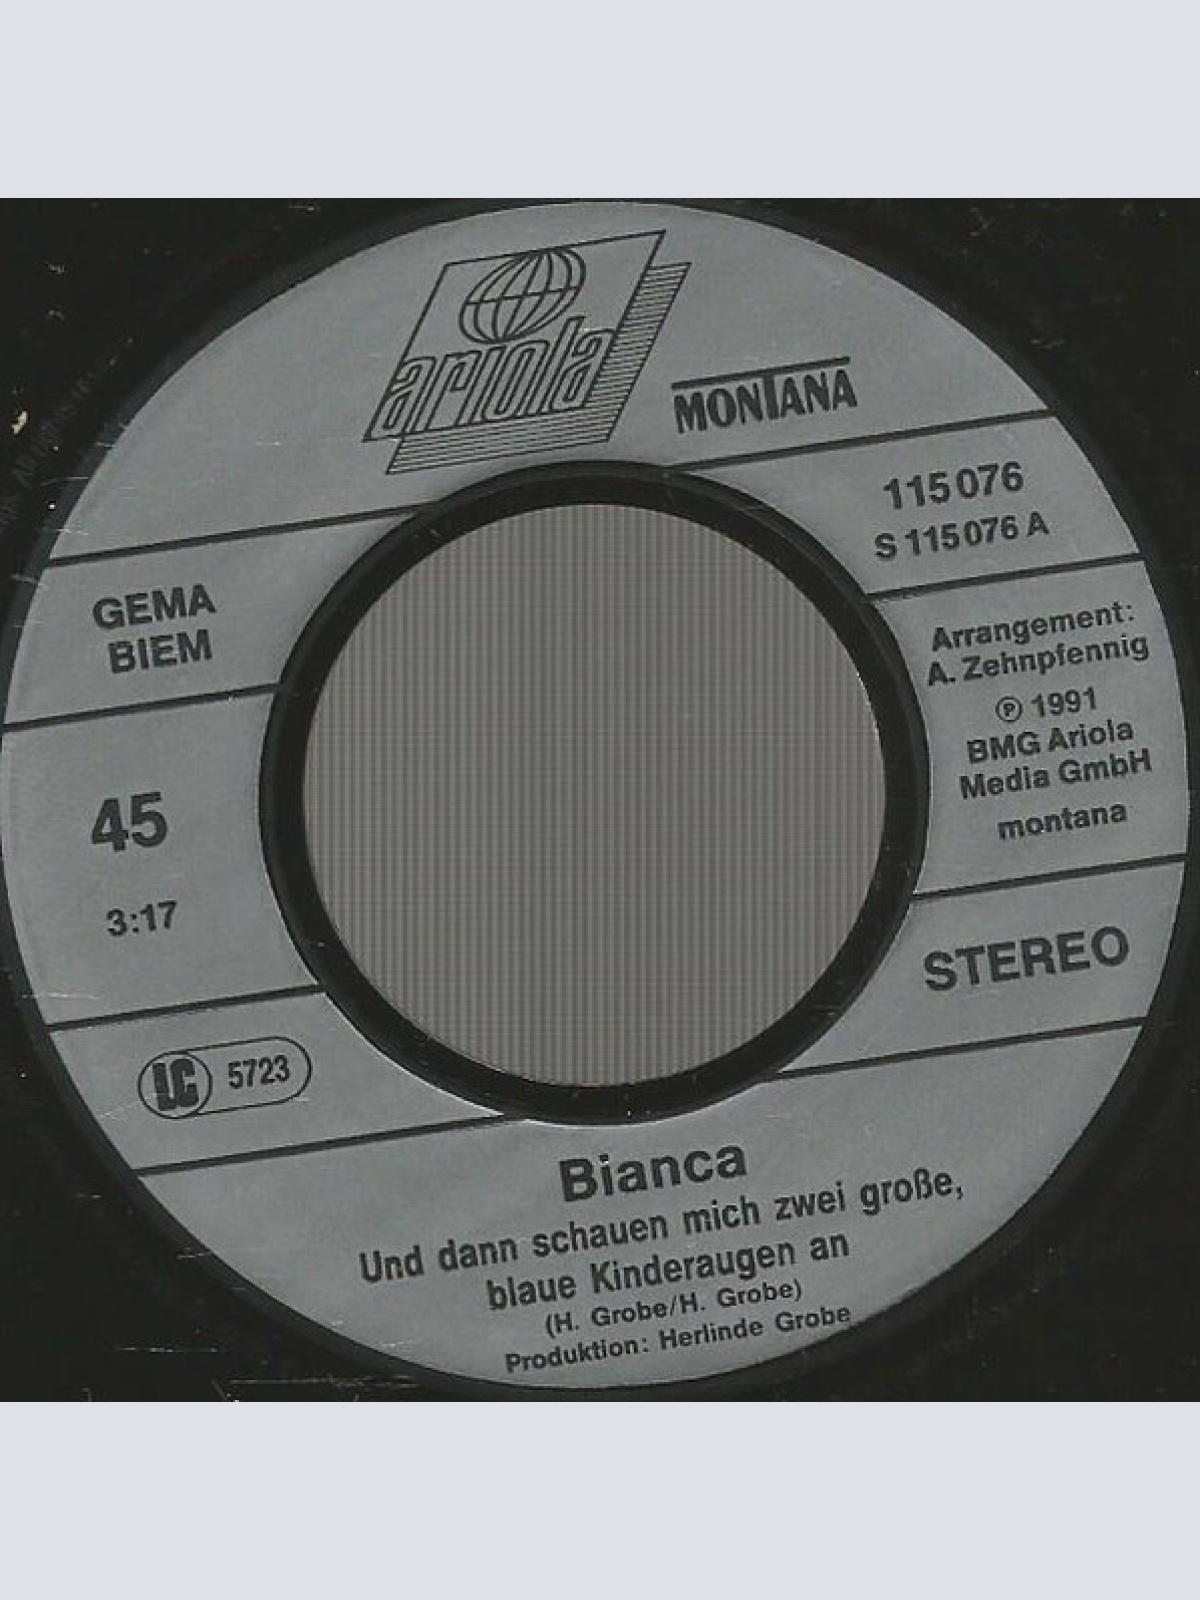 ariola
MONTANA
115 076
S 115 076 A
GEMA
BIEM
Arrangement:
A. Zehnpfennig
℗ 1991
BMG Ariola
Media GmbH
montana
45
3:17
STEREO
LC 5723
Bianca
Und dann schauen mich zwei große,
blaue Kinderaugen an
(H. Grobe/H. Grobe)
Produktion: Herlinde Grobe